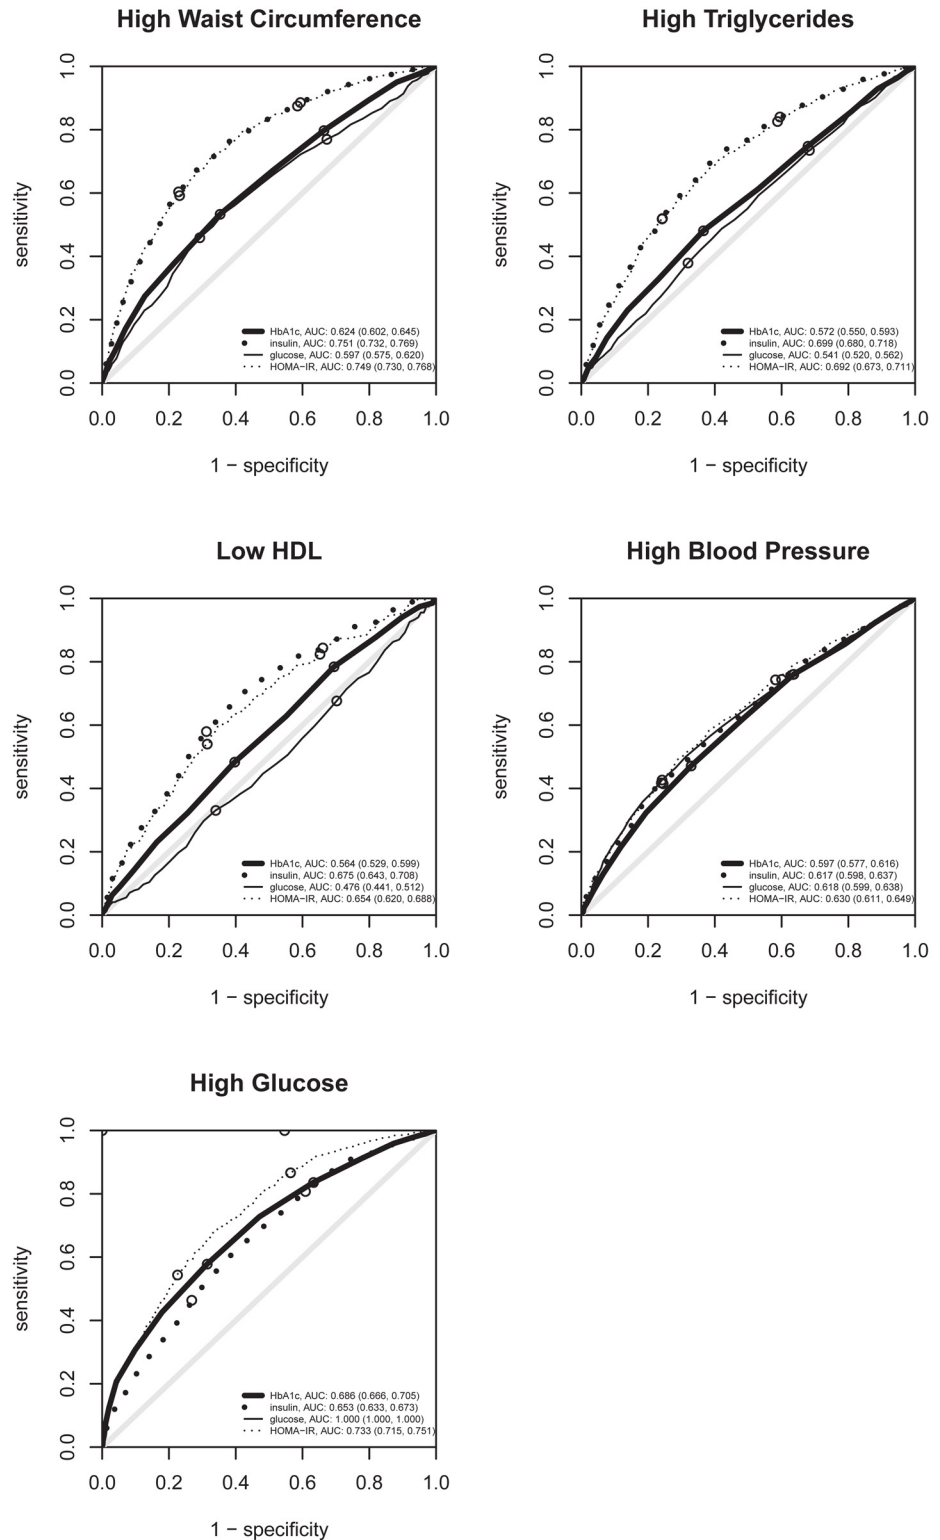 High Waist Circumference
sensitivity
0.0 0.2 0.4 0.6 0.8 1.0
HbA1c, AUC: 0.624 (0.602, 0.645)
insulin, AUC: 0.751 (0.732, 0.769)
glucose, AUC: 0.597 (0.575, 0.620)
HOMA−IR, AUC: 0.749 (0.730, 0.768)
0.0 0.2 0.4 0.6 0.8 1.0
1 − specificity
High Triglycerides
sensitivity
0.0 0.2 0.4 0.6 0.8 1.0
HbA1c, AUC: 0.572 (0.550, 0.593)
insulin, AUC: 0.699 (0.680, 0.718)
glucose, AUC: 0.541 (0.520, 0.562)
HOMA−IR, AUC: 0.692 (0.673, 0.711)
0.0 0.2 0.4 0.6 0.8 1.0
1 − specificity
Low HDL
sensitivity
0.0 0.2 0.4 0.6 0.8 1.0
HbA1c, AUC: 0.564 (0.529, 0.599)
insulin, AUC: 0.675 (0.643, 0.708)
glucose, AUC: 0.476 (0.441, 0.512)
HOMA−IR, AUC: 0.654 (0.620, 0.688)
0.0 0.2 0.4 0.6 0.8 1.0
1 − specificity
High Blood Pressure
sensitivity
0.0 0.2 0.4 0.6 0.8 1.0
HbA1c, AUC: 0.597 (0.577, 0.616)
insulin, AUC: 0.617 (0.598, 0.637)
glucose, AUC: 0.618 (0.599, 0.638)
HOMA−IR, AUC: 0.630 (0.611, 0.649)
0.0 0.2 0.4 0.6 0.8 1.0
1 − specificity
High Glucose
sensitivity
0.0 0.2 0.4 0.6 0.8 1.0
HbA1c, AUC: 0.686 (0.666, 0.705)
insulin, AUC: 0.653 (0.633, 0.673)
glucose, AUC: 1.000 (1.000, 1.000)
HOMA−IR, AUC: 0.733 (0.715, 0.751)
0.0 0.2 0.4 0.6 0.8 1.0
1 − specificity